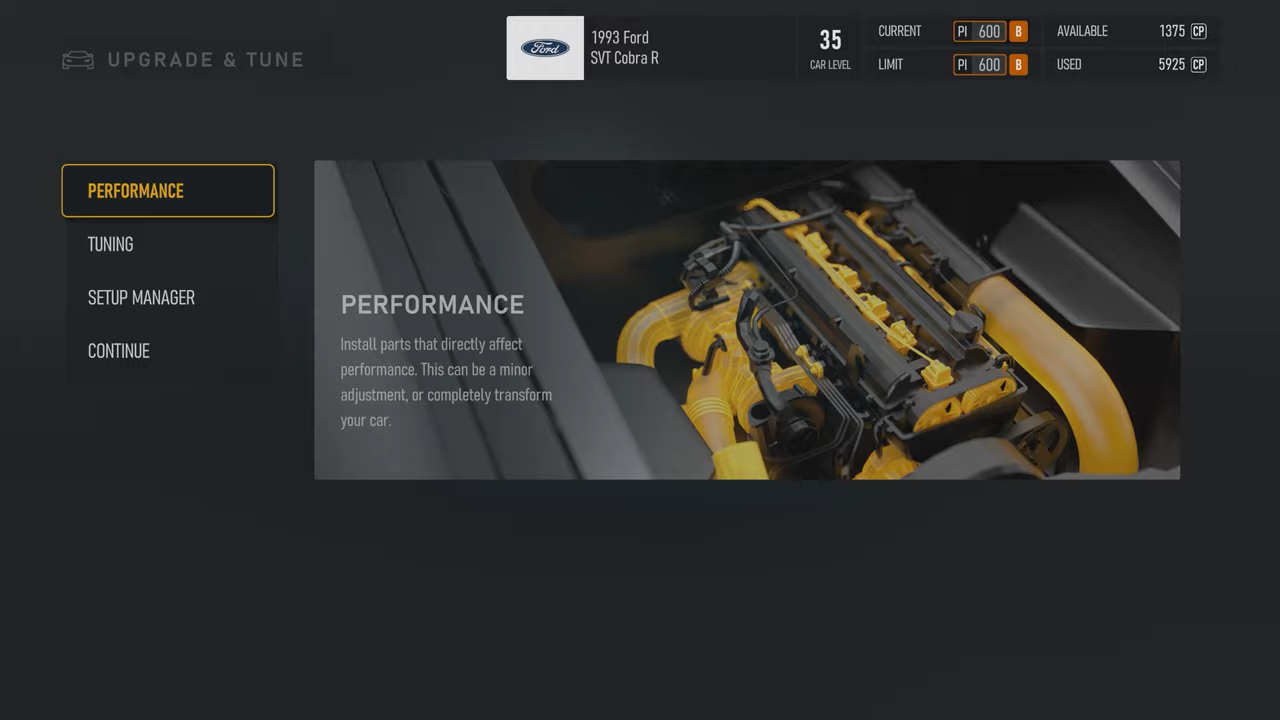 UPGRADE & TUNE
Ford
1993 Ford
SVT Cobra R
35
CAR LEVEL
CURRENT PI 600 B
LIMIT PI 600 B
AVAILABLE 1375 CP
USED 5925 CP
PERFORMANCE
TUNING
SETUP MANAGER
CONTINUE
PERFORMANCE
Install parts that directly affect
performance. This can be a minor
adjustment, or completely transform
your car.